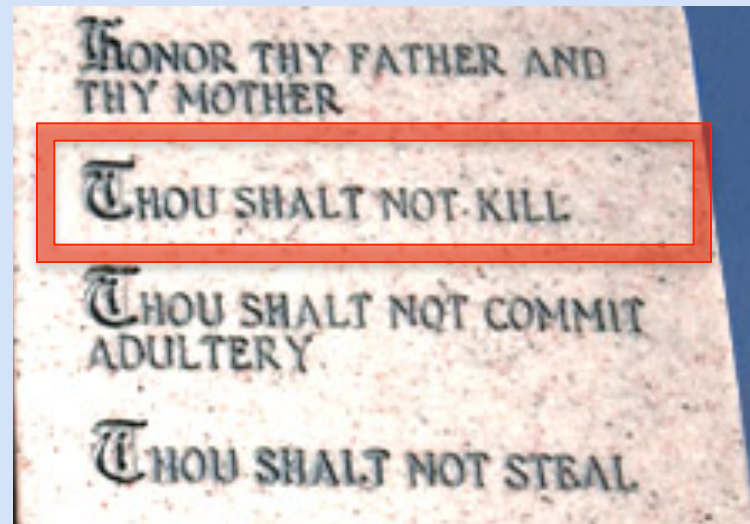 HONOR THY FATHER AND
THY MOTHER
THOU SHALT NOT KILL
THOU SHALT NOT COMMIT
ADULTERY
THOU SHALT NOT STEAL